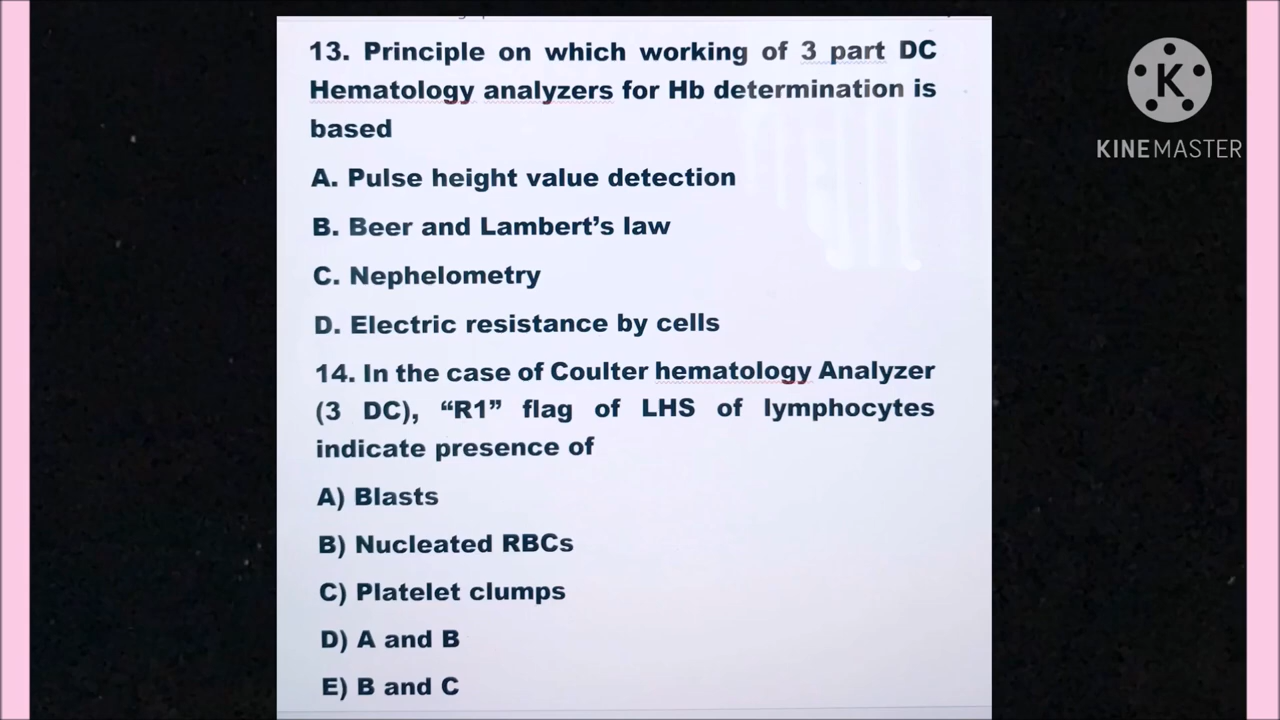 13. Principle on which working of 3 part DC
Hematology analyzers for Hb determination is
based
A. Pulse height value detection
B. Beer and Lambert's law
C. Nephelometry
D. Electric resistance by cells
14. In the case of Coulter hematology Analyzer
(3 DC), “R1” flag of LHS of lymphocytes
indicate presence of
A) Blasts
B) Nucleated RBCs
C) Platelet clumps
D) A and B
E) B and C
K
KINEMASTER